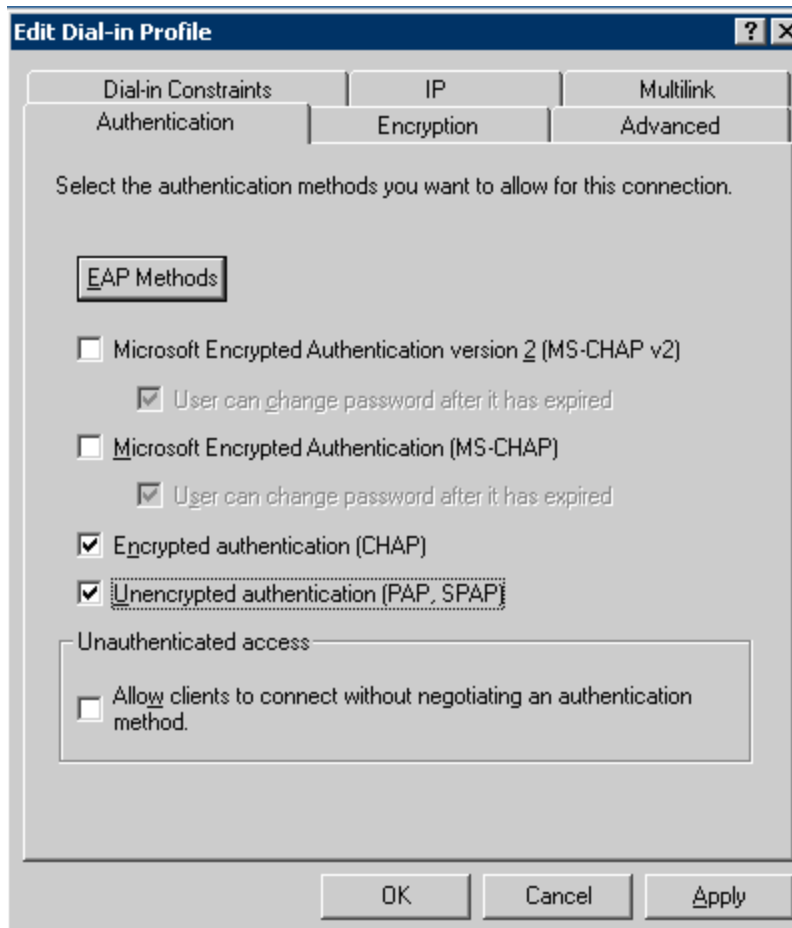 Edit Dial-in Profile
Dial-in Constraints
IP
Multilink
Authentication
Encryption
Advanced
Select the authentication methods you want to allow for this connection.
EAP Methods
Microsoft Encrypted Authentication version 2 (MS-CHAP v2)
User can change password after it has expired
Microsoft Encrypted Authentication (MS-CHAP)
User can change password after it has expired
Encrypted authentication (CHAP)
Unencrypted authentication (PAP, SPAP)
Unauthenticated access
Allow clients to connect without negotiating an authentication
method.
OK
Cancel
Apply